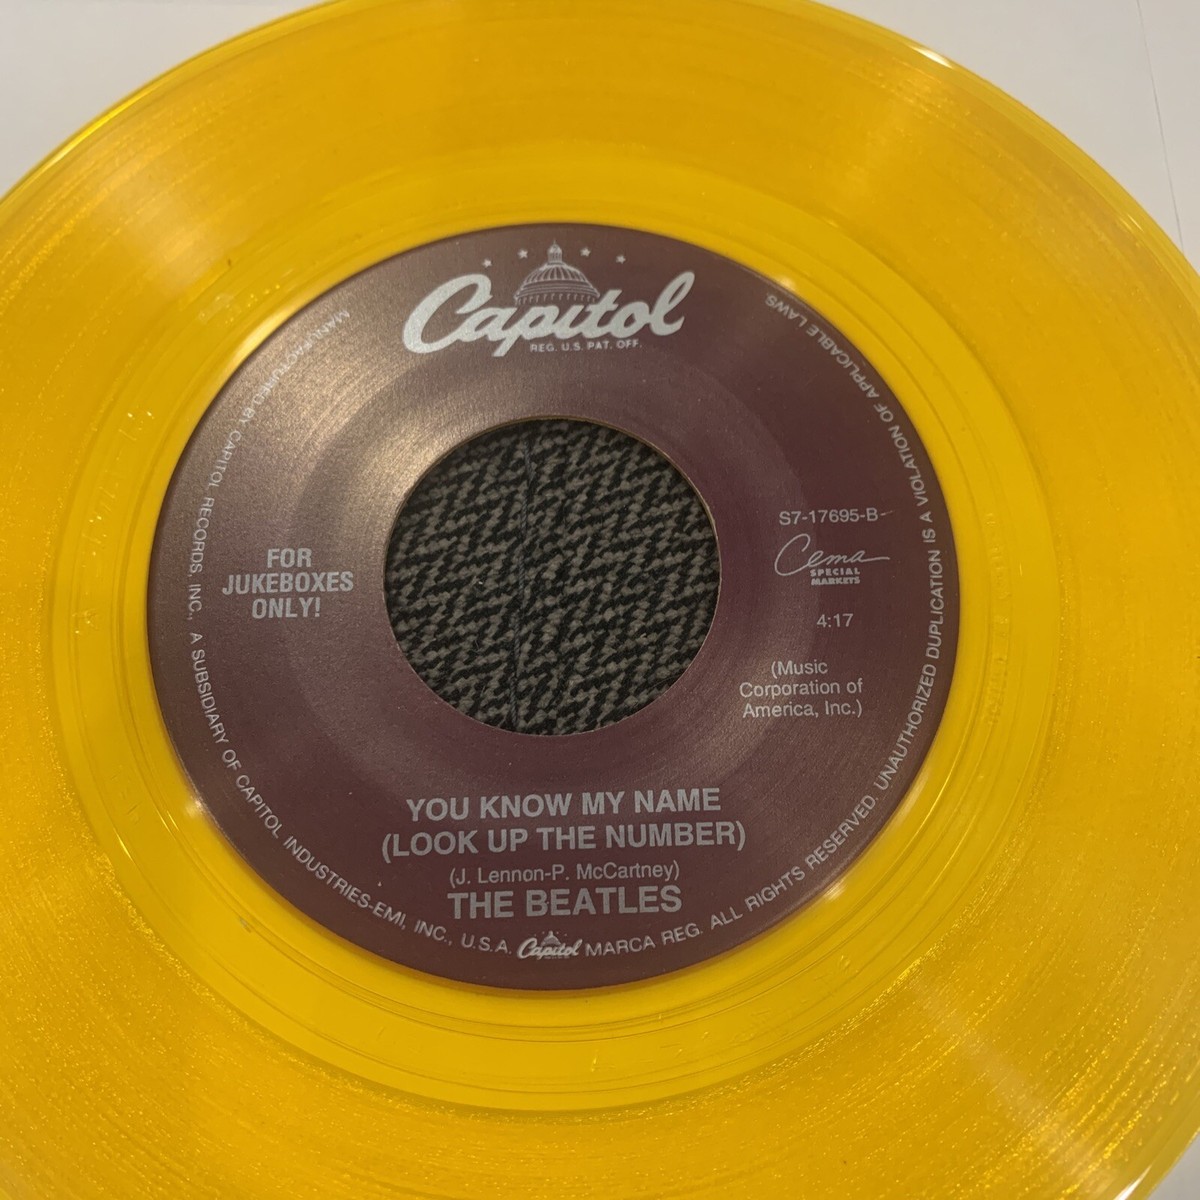 Capitol
REG. U.S. PAT. OFF.
FOR
JUKEBOXES
ONLY!
S7-17695-B
Cema
SPECIAL
MARKETS
4:17
(Music
Corporation of
America, Inc.)
YOU KNOW MY NAME
(LOOK UP THE NUMBER)
(J. Lennon-P. McCartney)
THE BEATLES
MANUFACTURED BY CAPITOL RECORDS, INC., A SUBSIDIARY OF CAPITOL INDUSTRIES-EMI, INC., U.S.A. Capitol MARCA REG. ALL RIGHTS RESERVED. UNAUTHORIZED DUPLICATION IS A VIOLATION OF APPLICABLE LAWS.